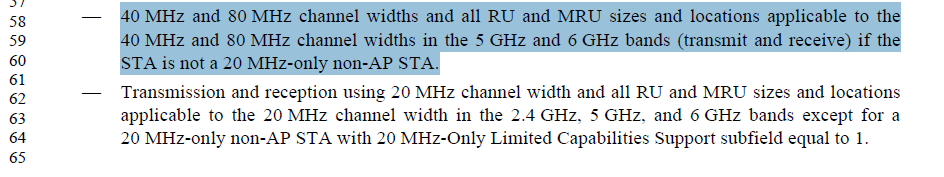 57
58 — 40 MHz and 80 MHz channel widths and all RU and MRU sizes and locations applicable to the
59 40 MHz and 80 MHz channel widths in the 5 GHz and 6 GHz bands (transmit and receive) if the
60 STA is not a 20 MHz-only non-AP STA.
61
62 — Transmission and reception using 20 MHz channel width and all RU and MRU sizes and locations
63 applicable to the 20 MHz channel width in the 2.4 GHz, 5 GHz, and 6 GHz bands except for a
64 20 MHz-only non-AP STA with 20 MHz-Only Limited Capabilities Support subfield equal to 1.
65